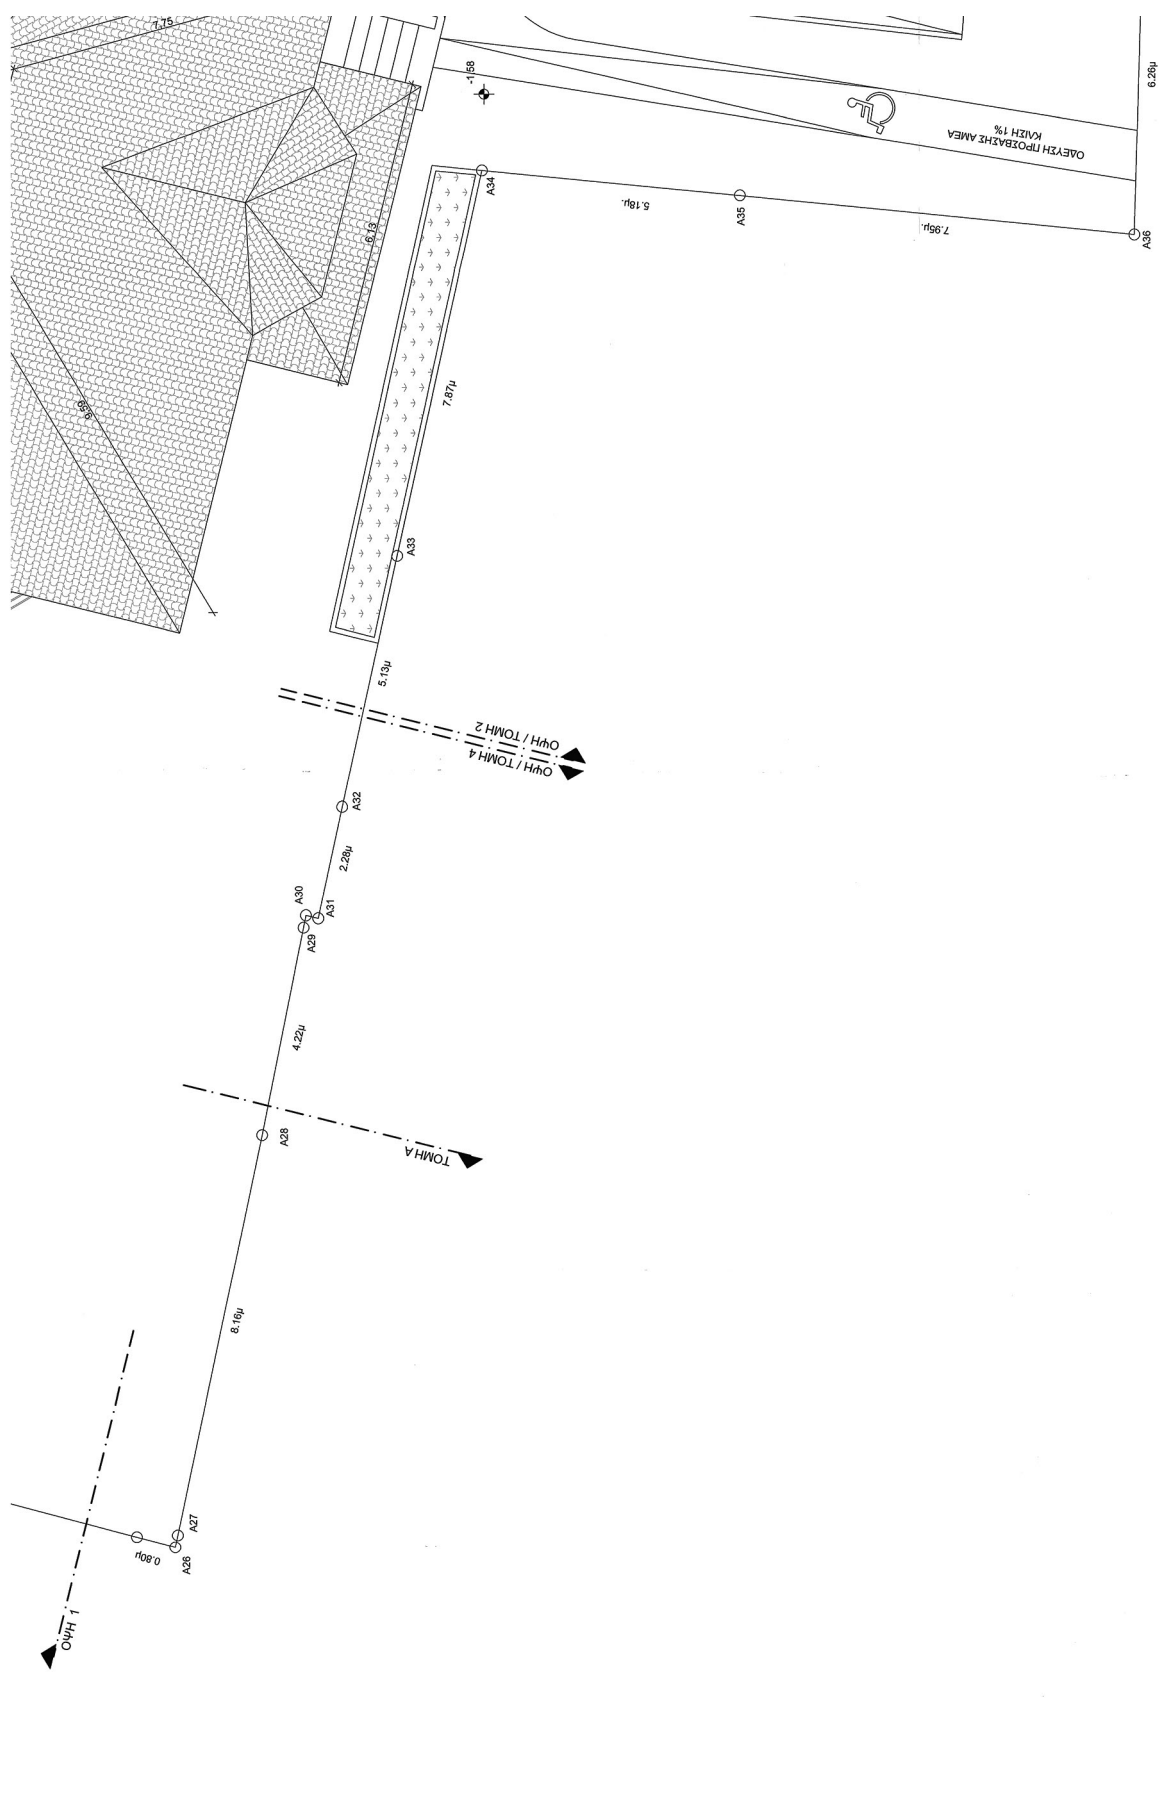 7.75
-1.58
6.26μ
ΟΔΕΥΣΗ ΠΡΟΣΒΑΣΗΣ ΑΜΕΑ
ΚΛΙΣΗ 1%
A34
5.18μ.
A35
7.95μ.
A36
6.13
7.87μ
9.59
A33
5.13μ
ΟΨΗ / ΤΟΜΗ 2
ΟΨΗ / ΤΟΜΗ 4
A32
2.28μ
A30
A31
A29
4.22μ
A28
ΤΟΜΗ Α
8.16μ
A27
A26
0.80μ
ΟΨΗ 1